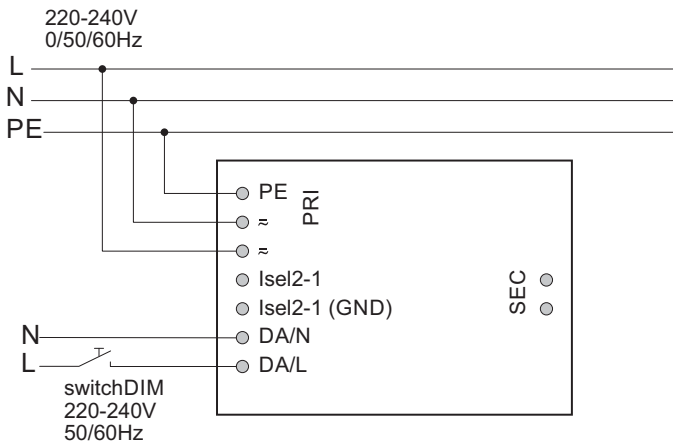 220-240V
0/50/60Hz
L
N
PE
PE
PRI
≂
≂
Isel2-1
Isel2-1 (GND)
SEC
N
DA/N
L
DA/L
switchDIM
220-240V
50/60Hz